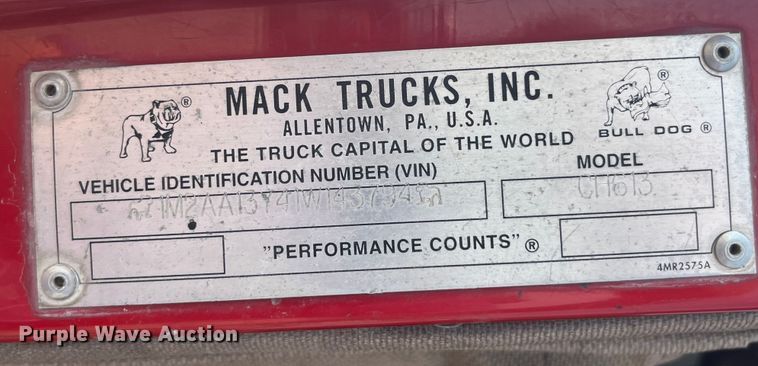 MACK TRUCKS, INC.
ALLENTOWN, PA., U.S.A.
THE TRUCK CAPITAL OF THE WORLD
BULL DOG ®
VEHICLE IDENTIFICATION NUMBER (VIN)
MODEL
CH613
"PERFORMANCE COUNTS" ®
4MR2575A
Purple Wave Auction